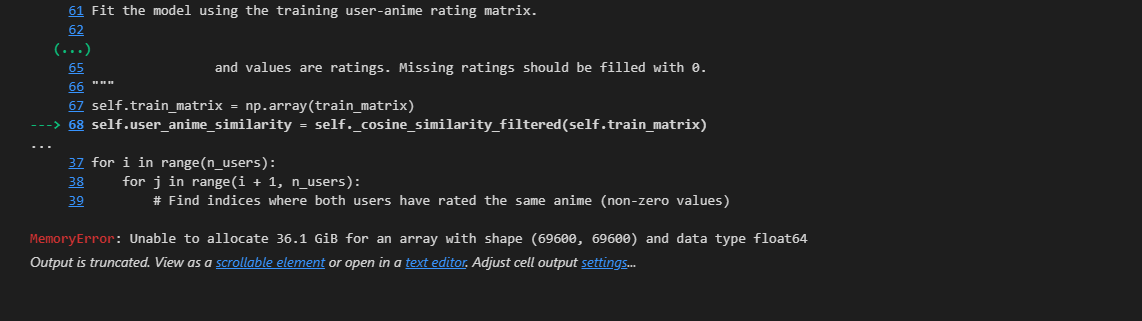 61 Fit the model using the training user-anime rating matrix.
62
(...)
65 and values are ratings. Missing ratings should be filled with 0.
66 """
67 self.train_matrix = np.array(train_matrix)
---> 68 self.user_anime_similarity = self._cosine_similarity_filtered(self.train_matrix)
...
37 for i in range(n_users):
38     for j in range(i + 1, n_users):
39         # Find indices where both users have rated the same anime (non-zero values)
MemoryError: Unable to allocate 36.1 GiB for an array with shape (69600, 69600) and data type float64
Output is truncated. View as a scrollable element or open in a text editor. Adjust cell output settings...